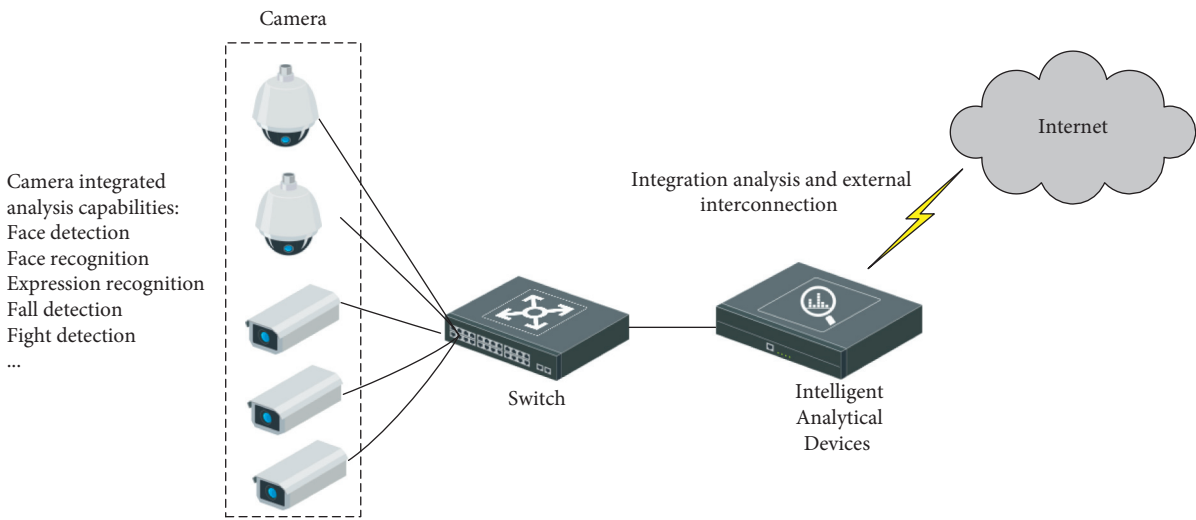 Camera
Camera integrated
analysis capabilities:
Face detection
Face recognition
Expression recognition
Fall detection
Fight detection
...
Switch
Integration analysis and external
interconnection
Intelligent
Analytical
Devices
Internet